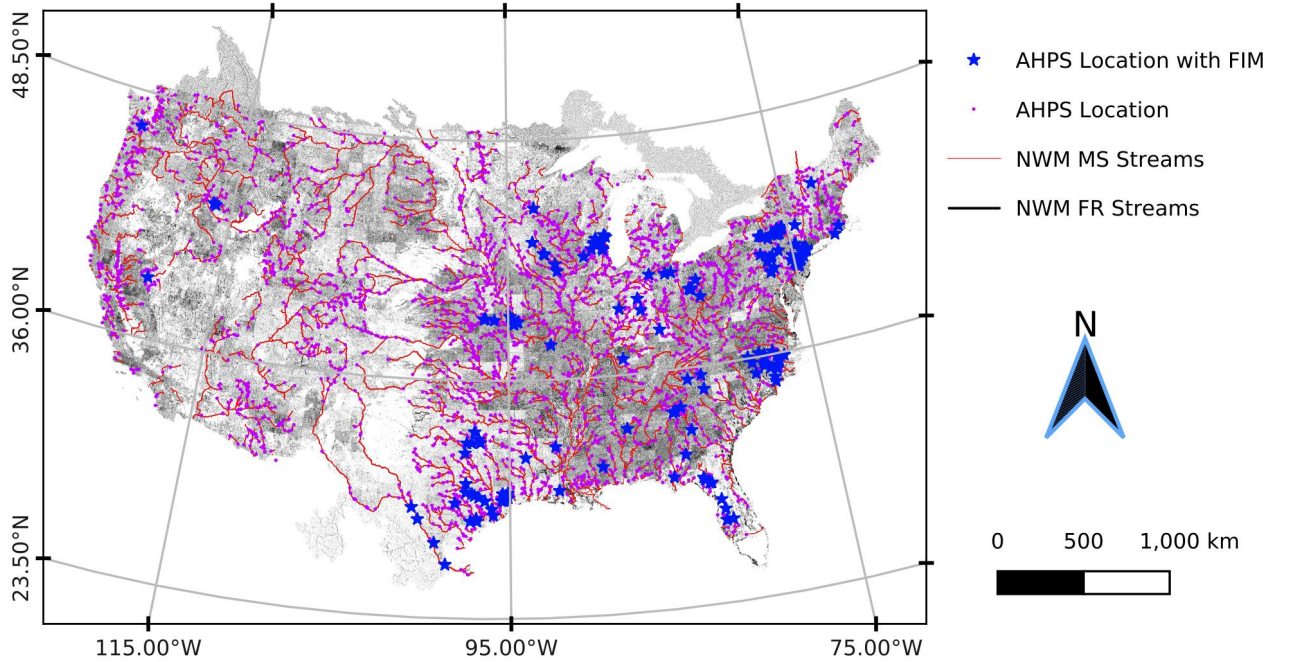 48.50°N
36.00°N
23.50°N
115.00°W
95.00°W
75.00°W
AHPS Location with FIM
AHPS Location
NWM MS Streams
NWM FR Streams
N
0 500 1,000 km